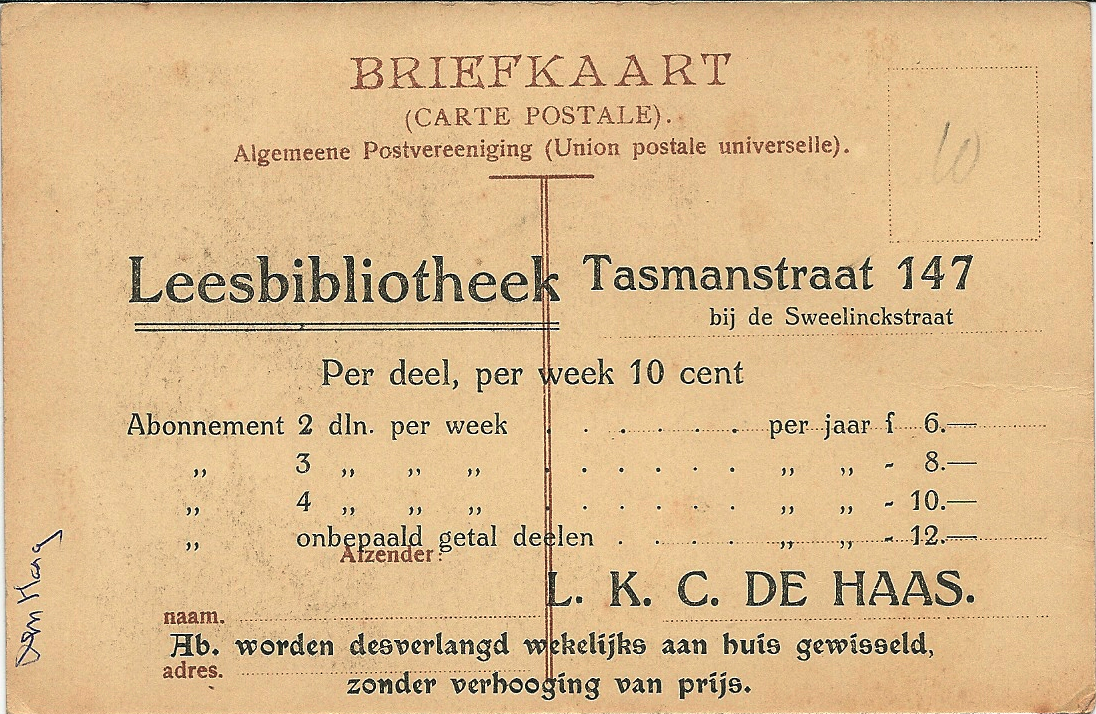 BRIEFKAART
(CARTE POSTALE).
Algemeene Postvereeniging (Union postale universelle).
10
Leesbibliotheek Tasmanstraat 147
bij de Sweelinckstraat
Per deel, per week 10 cent
Abonnement 2 dln. per week . . . . . . per jaar f 6.—
„ 3 „ „ „ . . . . . . „ „ - 8.—
„ 4 „ „ „ . . . . . . „ „ - 10.—
„ onbepaald getal deelen . . . . „ „ - 12.—
Afzender:
L. K. C. DE HAAS.
naam.
Ab. worden desverlangd wekelijks aan huis gewisseld,
adres.
zonder verhooging van prijs.
Den Haag